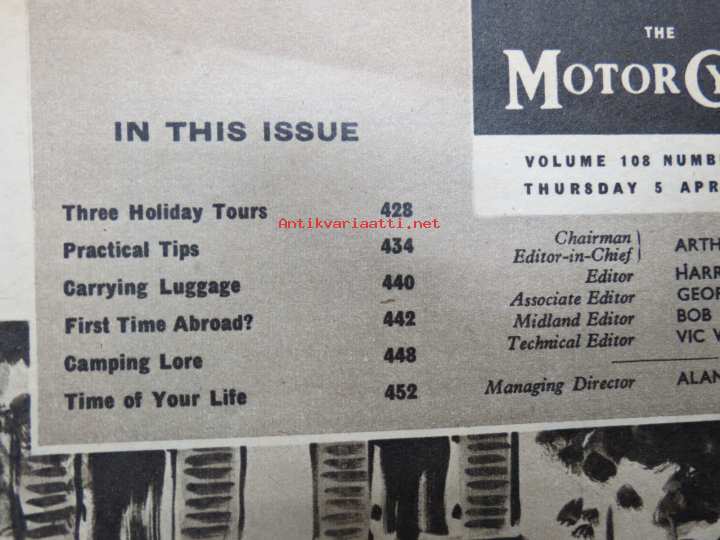 IN THIS ISSUE
Three Holiday Tours 428
Practical Tips 434
Carrying Luggage 440
First Time Abroad? 442
Camping Lore 448
Time of Your Life 452
Antikvariaatti.net
THE
MOTOR CY
VOLUME 108 NUMB
THURSDAY 5 APR
Chairman
Editor-in-Chief ARTH
Editor HARR
Associate Editor GEOF
Midland Editor BOB
Technical Editor VIC
Managing Director ALAN